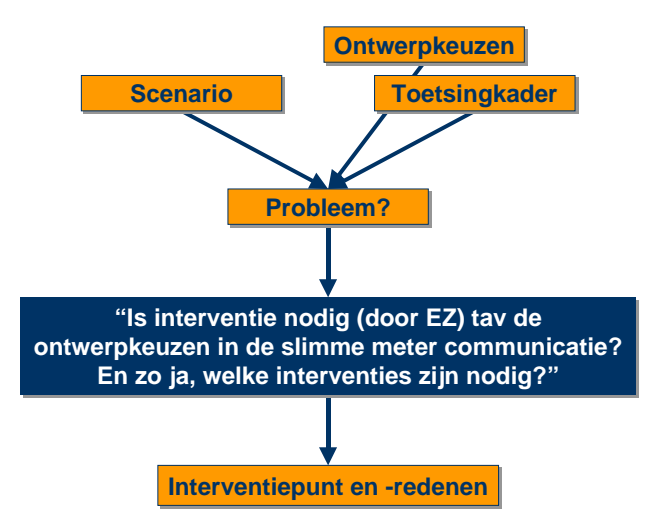 Ontwerpkeuzen
Scenario
Toetsingkader
Probleem?
“Is interventie nodig (door EZ) tav de
ontwerpkeuzen in de slimme meter communicatie?
En zo ja, welke interventies zijn nodig?”
Interventiepunt en -redenen